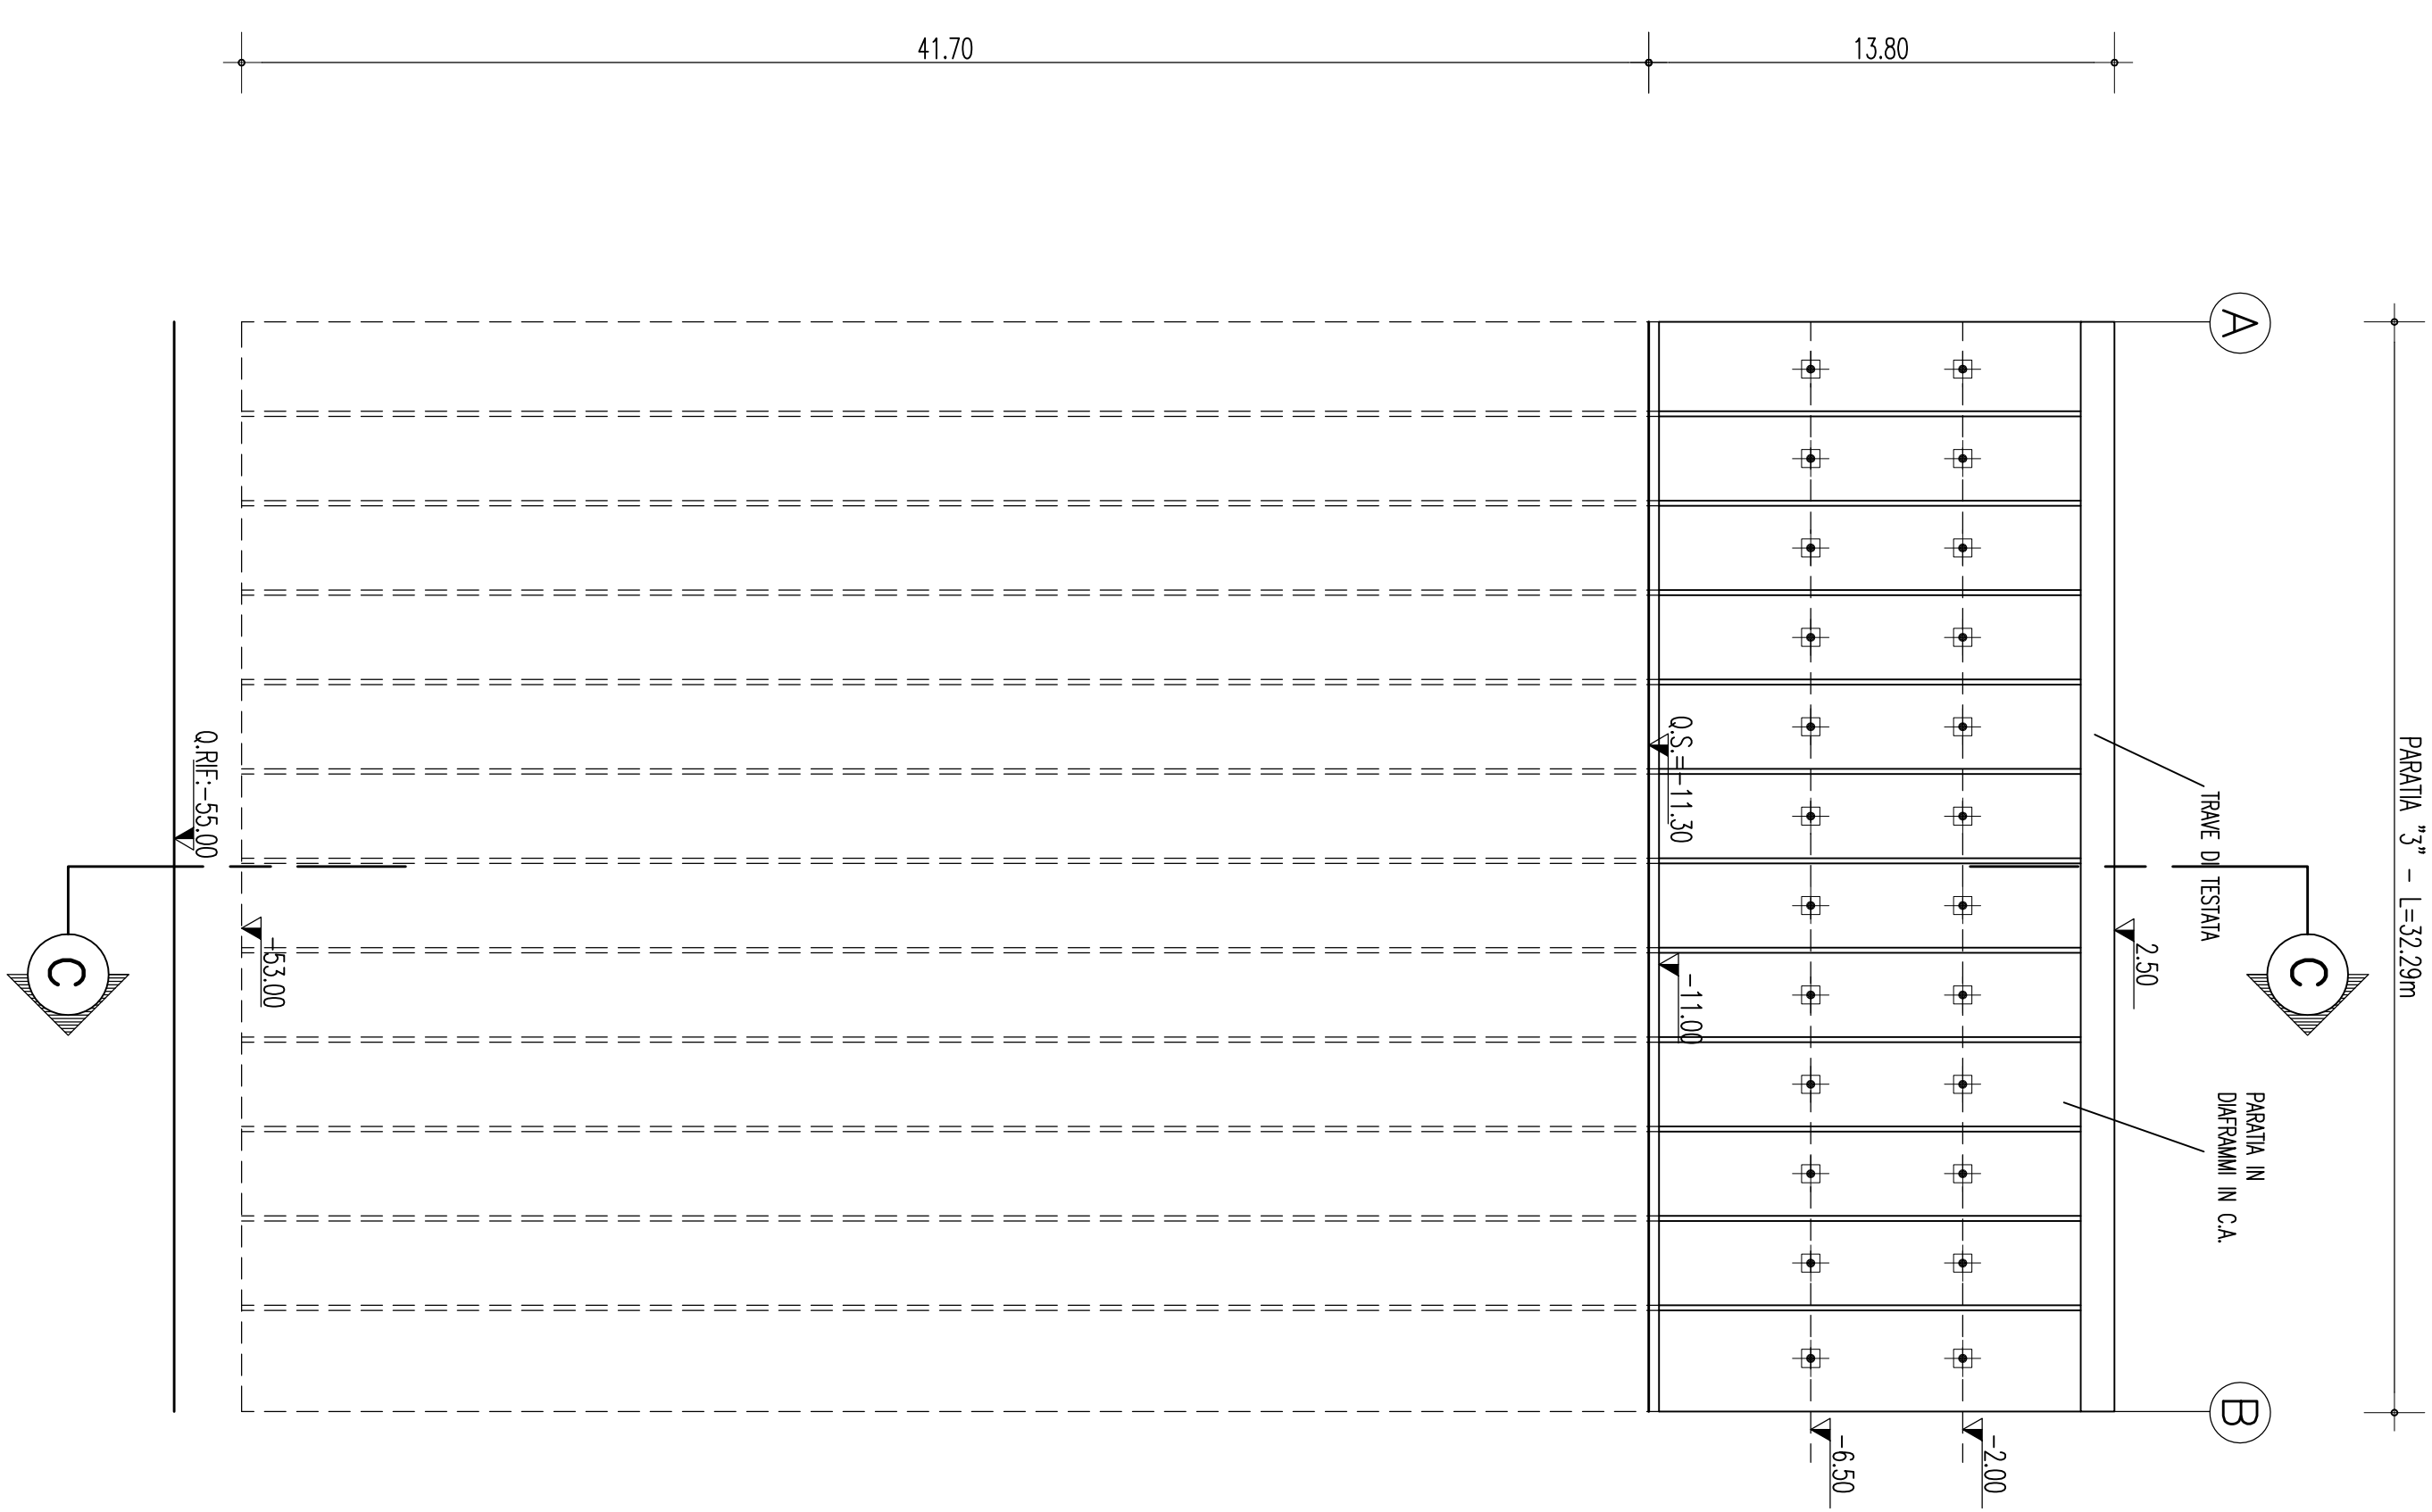 PARATIA "3" - L=32.29m
A
B
TRAVE DI TESTATA
PARATIA IN
DIAFRAMMI IN C.A.
C
2.50
13.80
-2.00
-6.50
-11.00
Q.S.=-11.30
41.70
-53.00
Q.RIF:-55.00
C